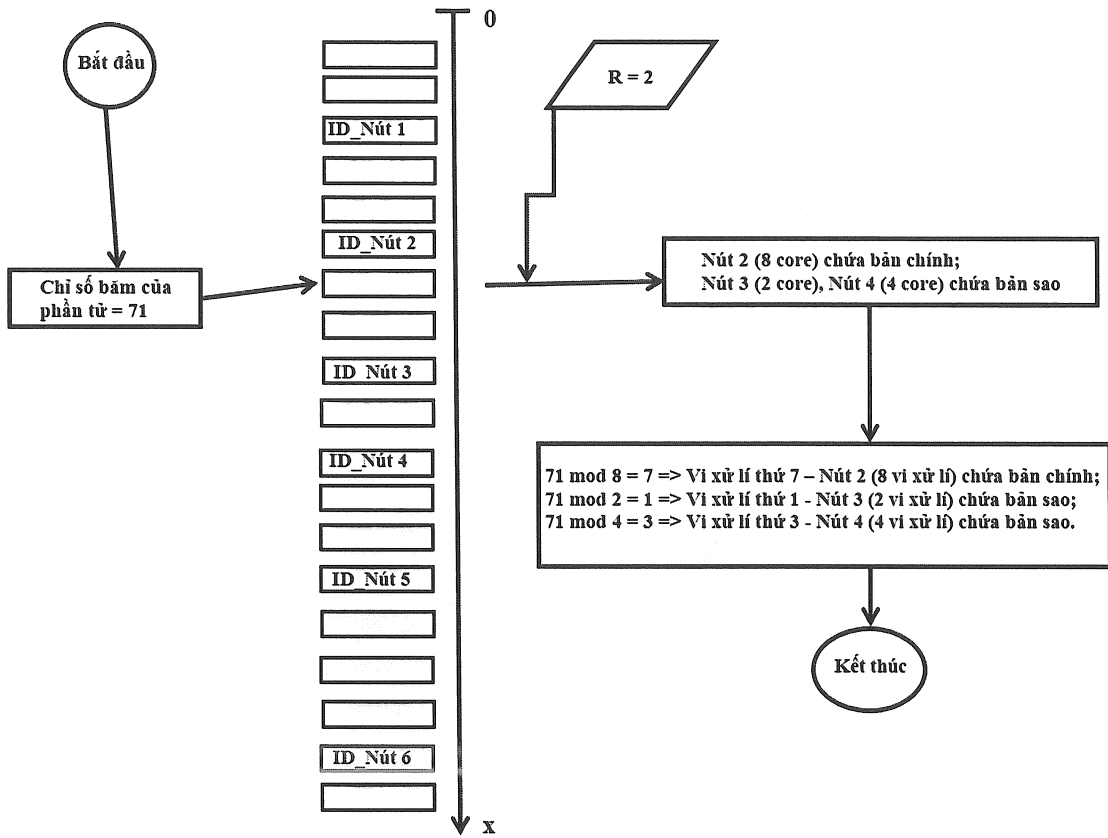 0
Bắt đầu
R = 2
ID_Nút 1
ID_Nút 2
Chỉ số băm của
phần tử = 71
Nút 2 (8 core) chứa bản chính;
Nút 3 (2 core), Nút 4 (4 core) chứa bản sao
ID_Nút 3
ID_Nút 4
71 mod 8 = 7 => Vi xử lí thứ 7 – Nút 2 (8 vi xử lí) chứa bản chính;
71 mod 2 = 1 => Vi xử lí thứ 1 - Nút 3 (2 vi xử lí) chứa bản sao;
71 mod 4 = 3 => Vi xử lí thứ 3 - Nút 4 (4 vi xử lí) chứa bản sao.
ID_Nút 5
Kết thúc
ID_Nút 6
x